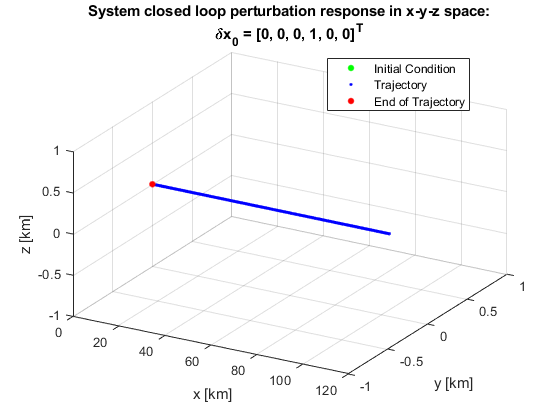 System closed loop perturbation response in x-y-z space:
δx₀ = [0, 0, 0, 1, 0, 0]ᵀ
Initial Condition
Trajectory
End of Trajectory
1
0.5
0
-0.5
-1
z [km]
0
20
40
60
80
100
120
x [km]
-1
-0.5
0
0.5
1
y [km]